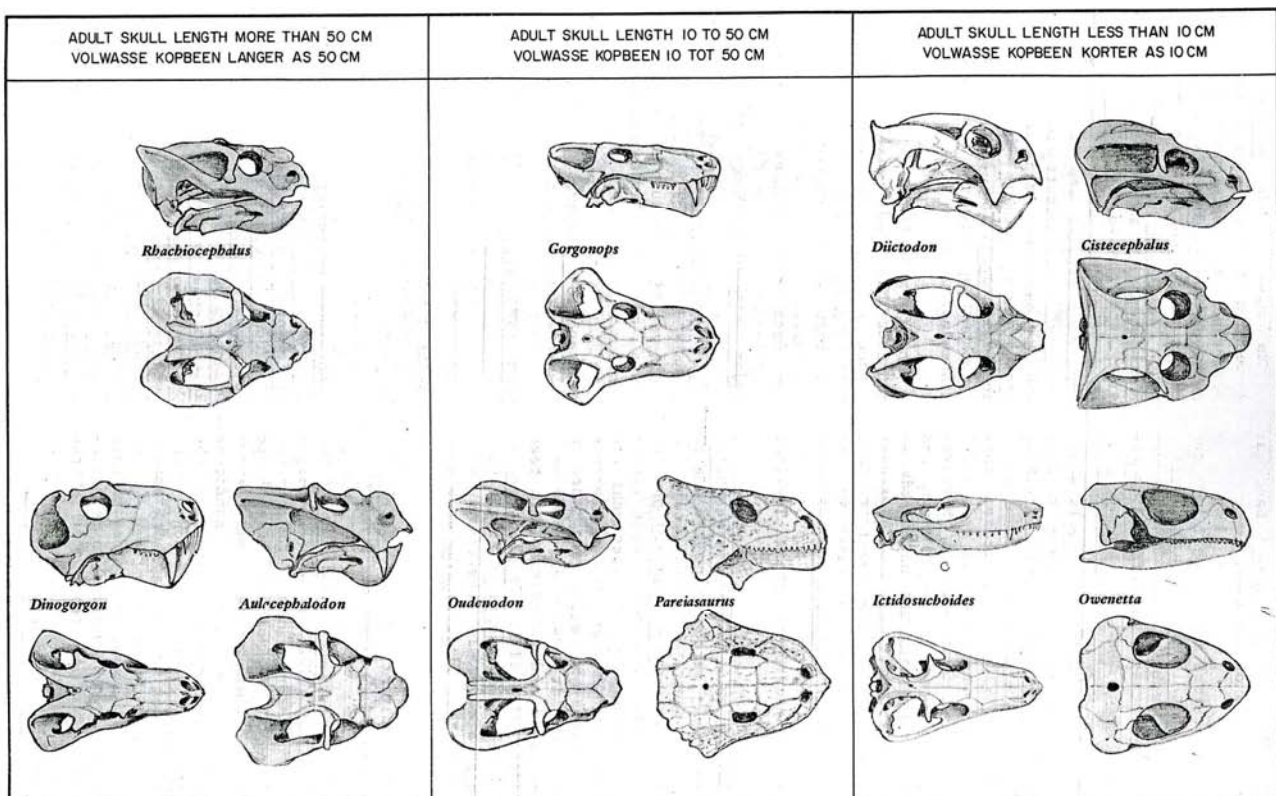 ADULT SKULL LENGTH MORE THAN 50 CM
VOLWASSE KOPBEEN LANGER AS 50 CM
ADULT SKULL LENGTH 10 TO 50 CM
VOLWASSE KOPBEEN 10 TOT 50 CM
ADULT SKULL LENGTH LESS THAN 10 CM
VOLWASSE KOPBEEN KORTER AS 10 CM
Rhachiocephalus
Gorgonops
Diictodon
Cistecephalus
Dinogorgon
Aulacephalodon
Oudenodon
Pareiasaurus
Ictidosuchoides
Owenetta